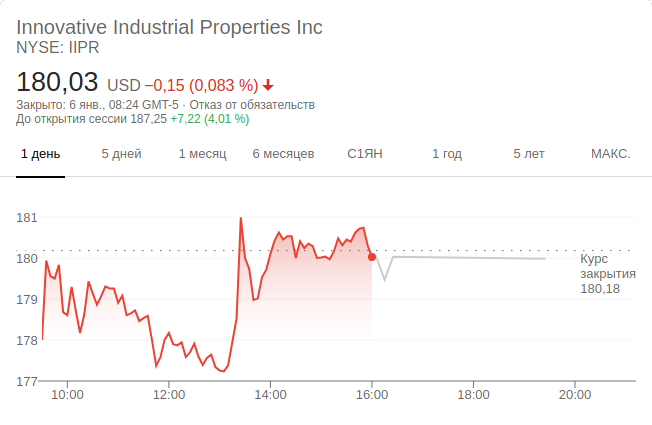 Innovative Industrial Properties Inc
NYSE: IIPR
180,03 USD −0,15 (0,083 %)
Закрыто: 6 янв., 08:24 GMT-5 · Отказ от обязательств
До открытия сессии 187,25 +7,22 (4,01 %)
1 день 5 дней 1 месяц 6 месяцев С1ЯН 1 год 5 лет МАКС.
181
180
179
178
177
Курс
закрытия
180,18
10:00 12:00 14:00 16:00 18:00 20:00